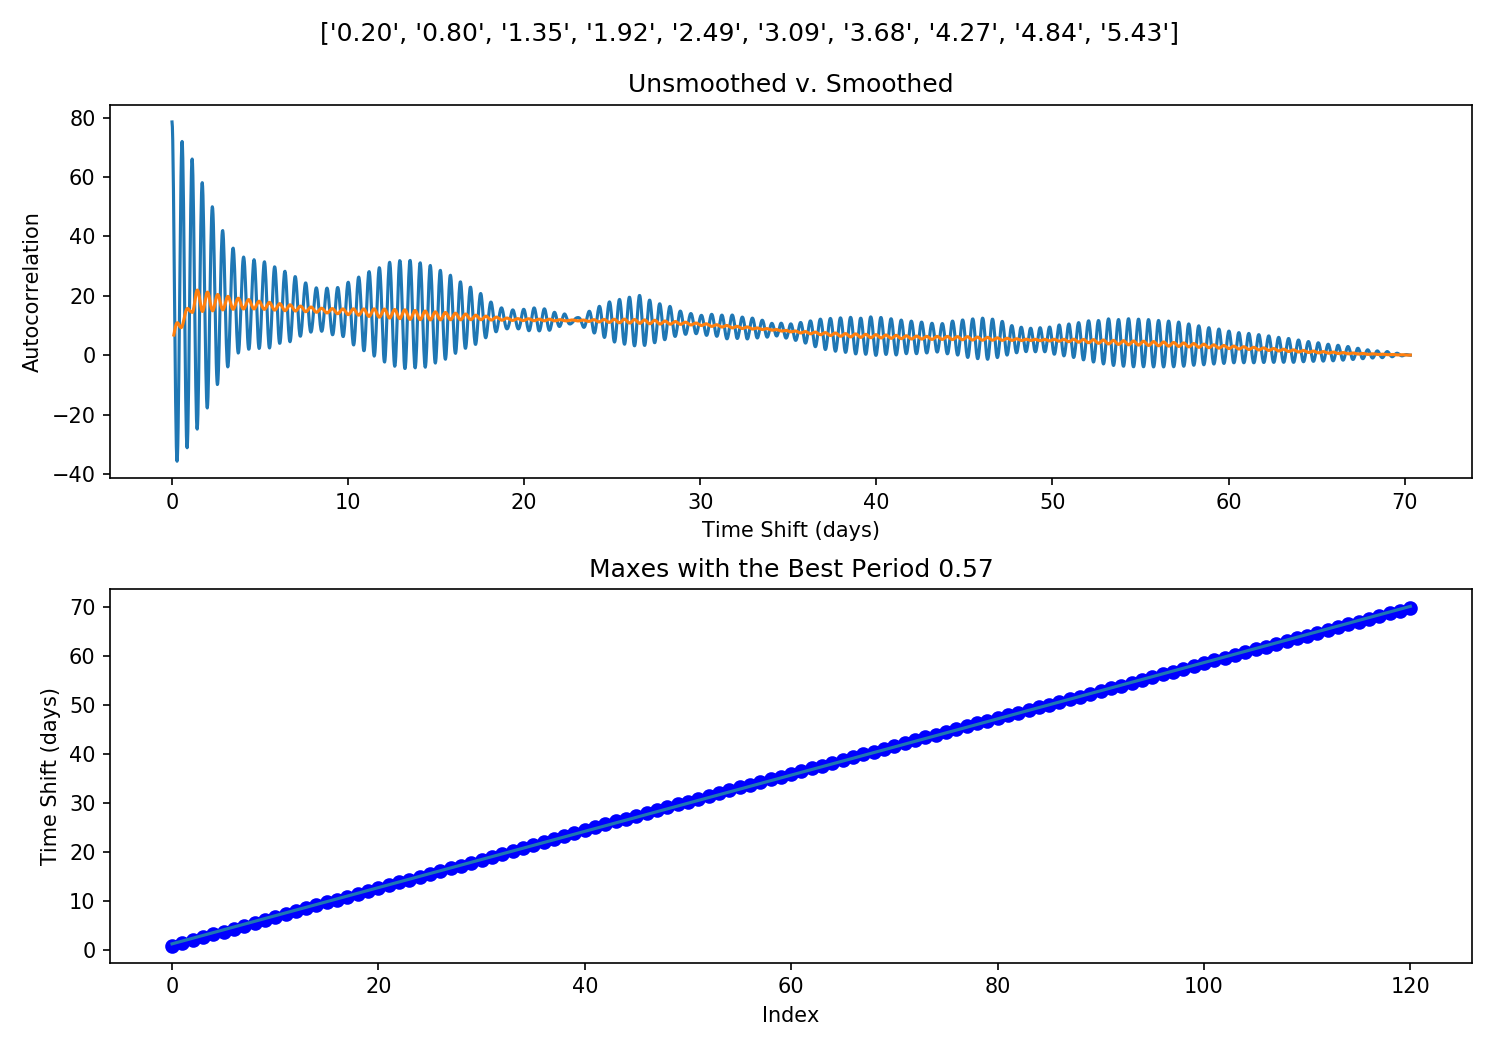 ['0.20', '0.80', '1.35', '1.92', '2.49', '3.09', '3.68', '4.27', '4.84', '5.43']
Unsmoothed v. Smoothed
80
60
40
20
0
−20
−40
Autocorrelation
0 10 20 30 40 50 60 70
Time Shift (days)
Maxes with the Best Period 0.57
70
60
50
40
30
20
10
0
Time Shift (days)
0 20 40 60 80 100 120
Index